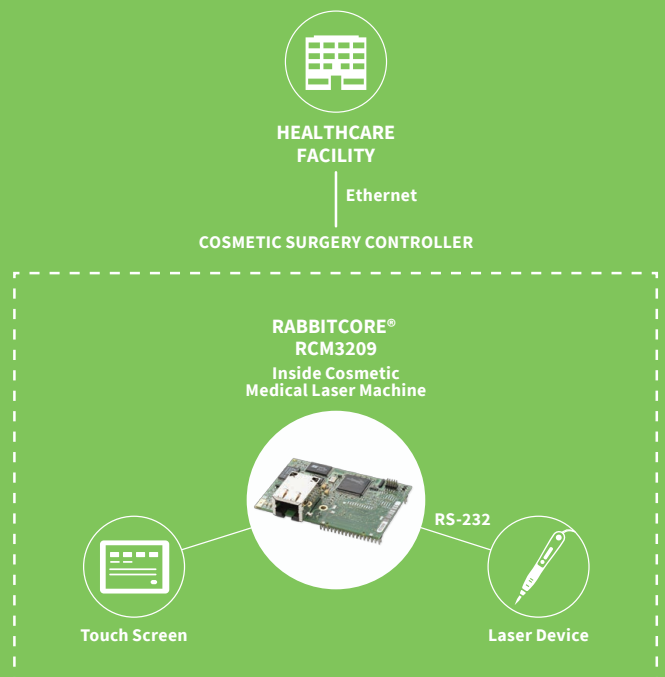 HEALTHCARE
FACILITY
Ethernet
COSMETIC SURGERY CONTROLLER
RABBITCORE®
RCM3209
Inside Cosmetic
Medical Laser Machine
RS-232
Touch Screen
Laser Device